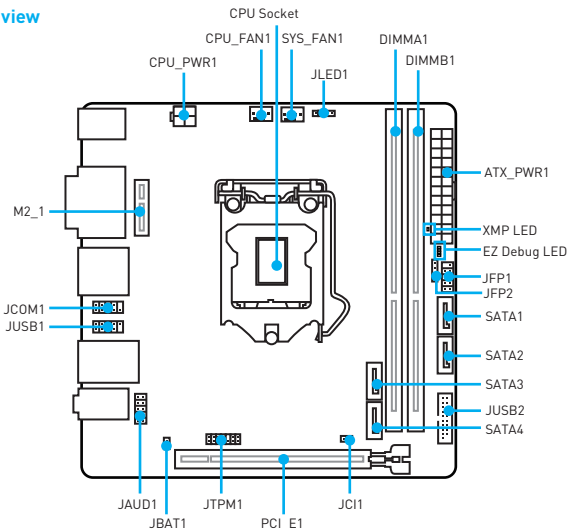 view
CPU Socket
CPU_FAN1
SYS_FAN1
DIMMA1
DIMMB1
CPU_PWR1
JLED1
ATX_PWR1
M2_1
XMP LED
EZ Debug LED
JFP1
JFP2
JCOM1
JUSB1
SATA1
SATA2
SATA3
JUSB2
SATA4
JAUD1
JTPM1
JCI1
JBAT1
PCI_E1